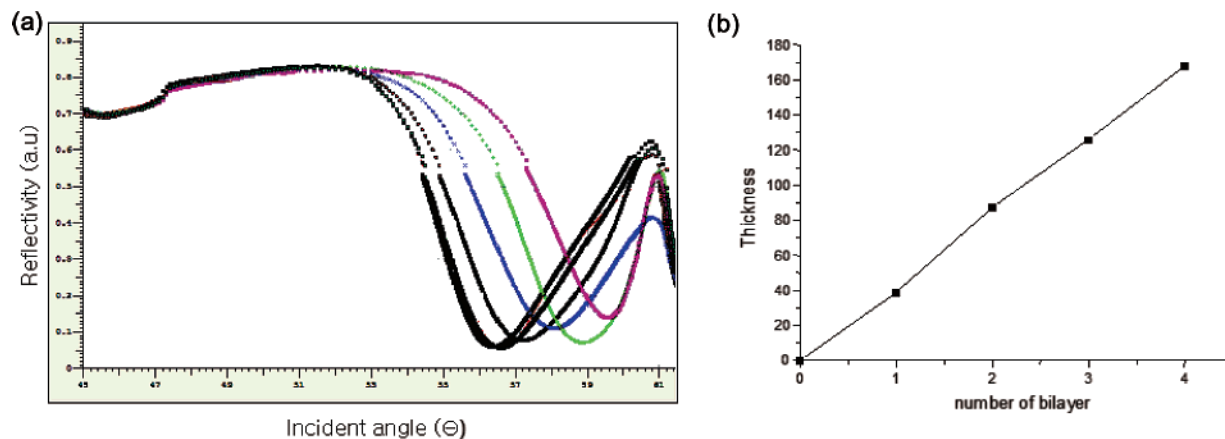 (a)
Reflectivity (a.u)
0.9
0.8
0.7
0.6
0.5
0.4
0.3
0.2
0.1
0
45 47 49 51 53 55 57 59 61
Incident angle (Θ)
(b)
Thickness
180
160
140
120
100
80
60
40
20
0
0 1 2 3 4
number of bilayer